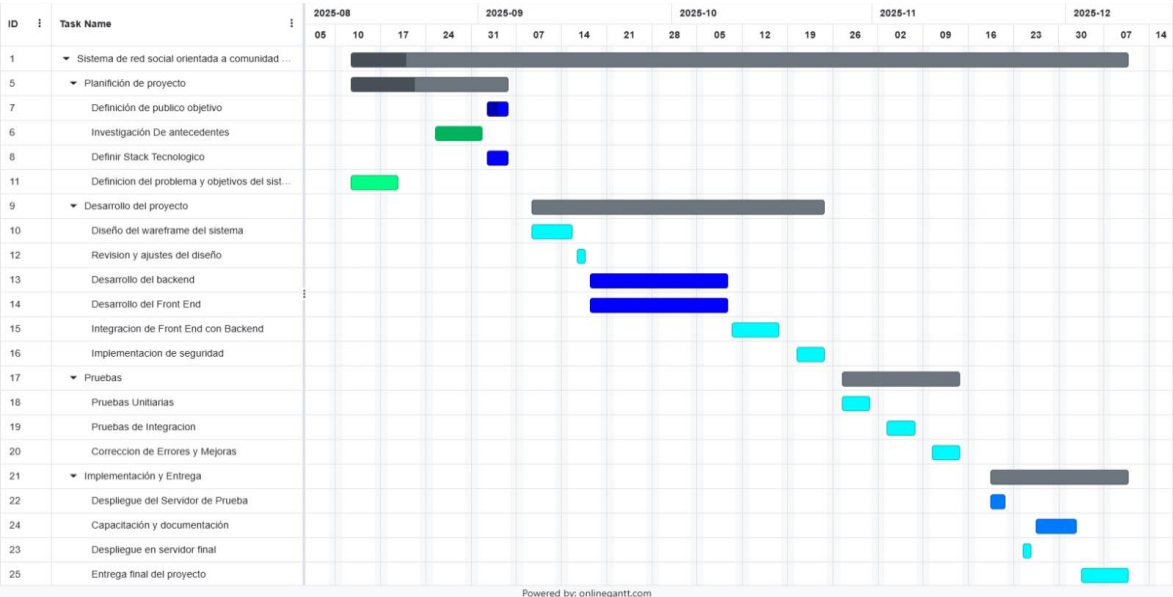 ID Task Name 2025-08 2025-09 2025-10 2025-11 2025-12
05 10 17 24 31 07 14 21 28 05 12 19 26 02 09 16 23 30 07 14
1 Sistema de red social orientada a comunidad ...
5 Planifición de proyecto
7 Definición de publico objetivo
6 Investigación De antecedentes
8 Definir Stack Tecnologico
11 Definicion del problema y objetivos del sist...
9 Desarrollo del proyecto
10 Diseño del wareframe del sistema
12 Revision y ajustes del diseño
13 Desarrollo del backend
14 Desarrollo del Front End
15 Integracion de Front End con Backend
16 Implementacion de seguridad
17 Pruebas
18 Pruebas Unitiarias
19 Pruebas de Integracion
20 Correccion de Errores y Mejoras
21 Implementación y Entrega
22 Despliegue del Servidor de Prueba
24 Capacitación y documentación
23 Despliegue en servidor final
25 Entrega final del proyecto
Powered by: onlinegantt.com